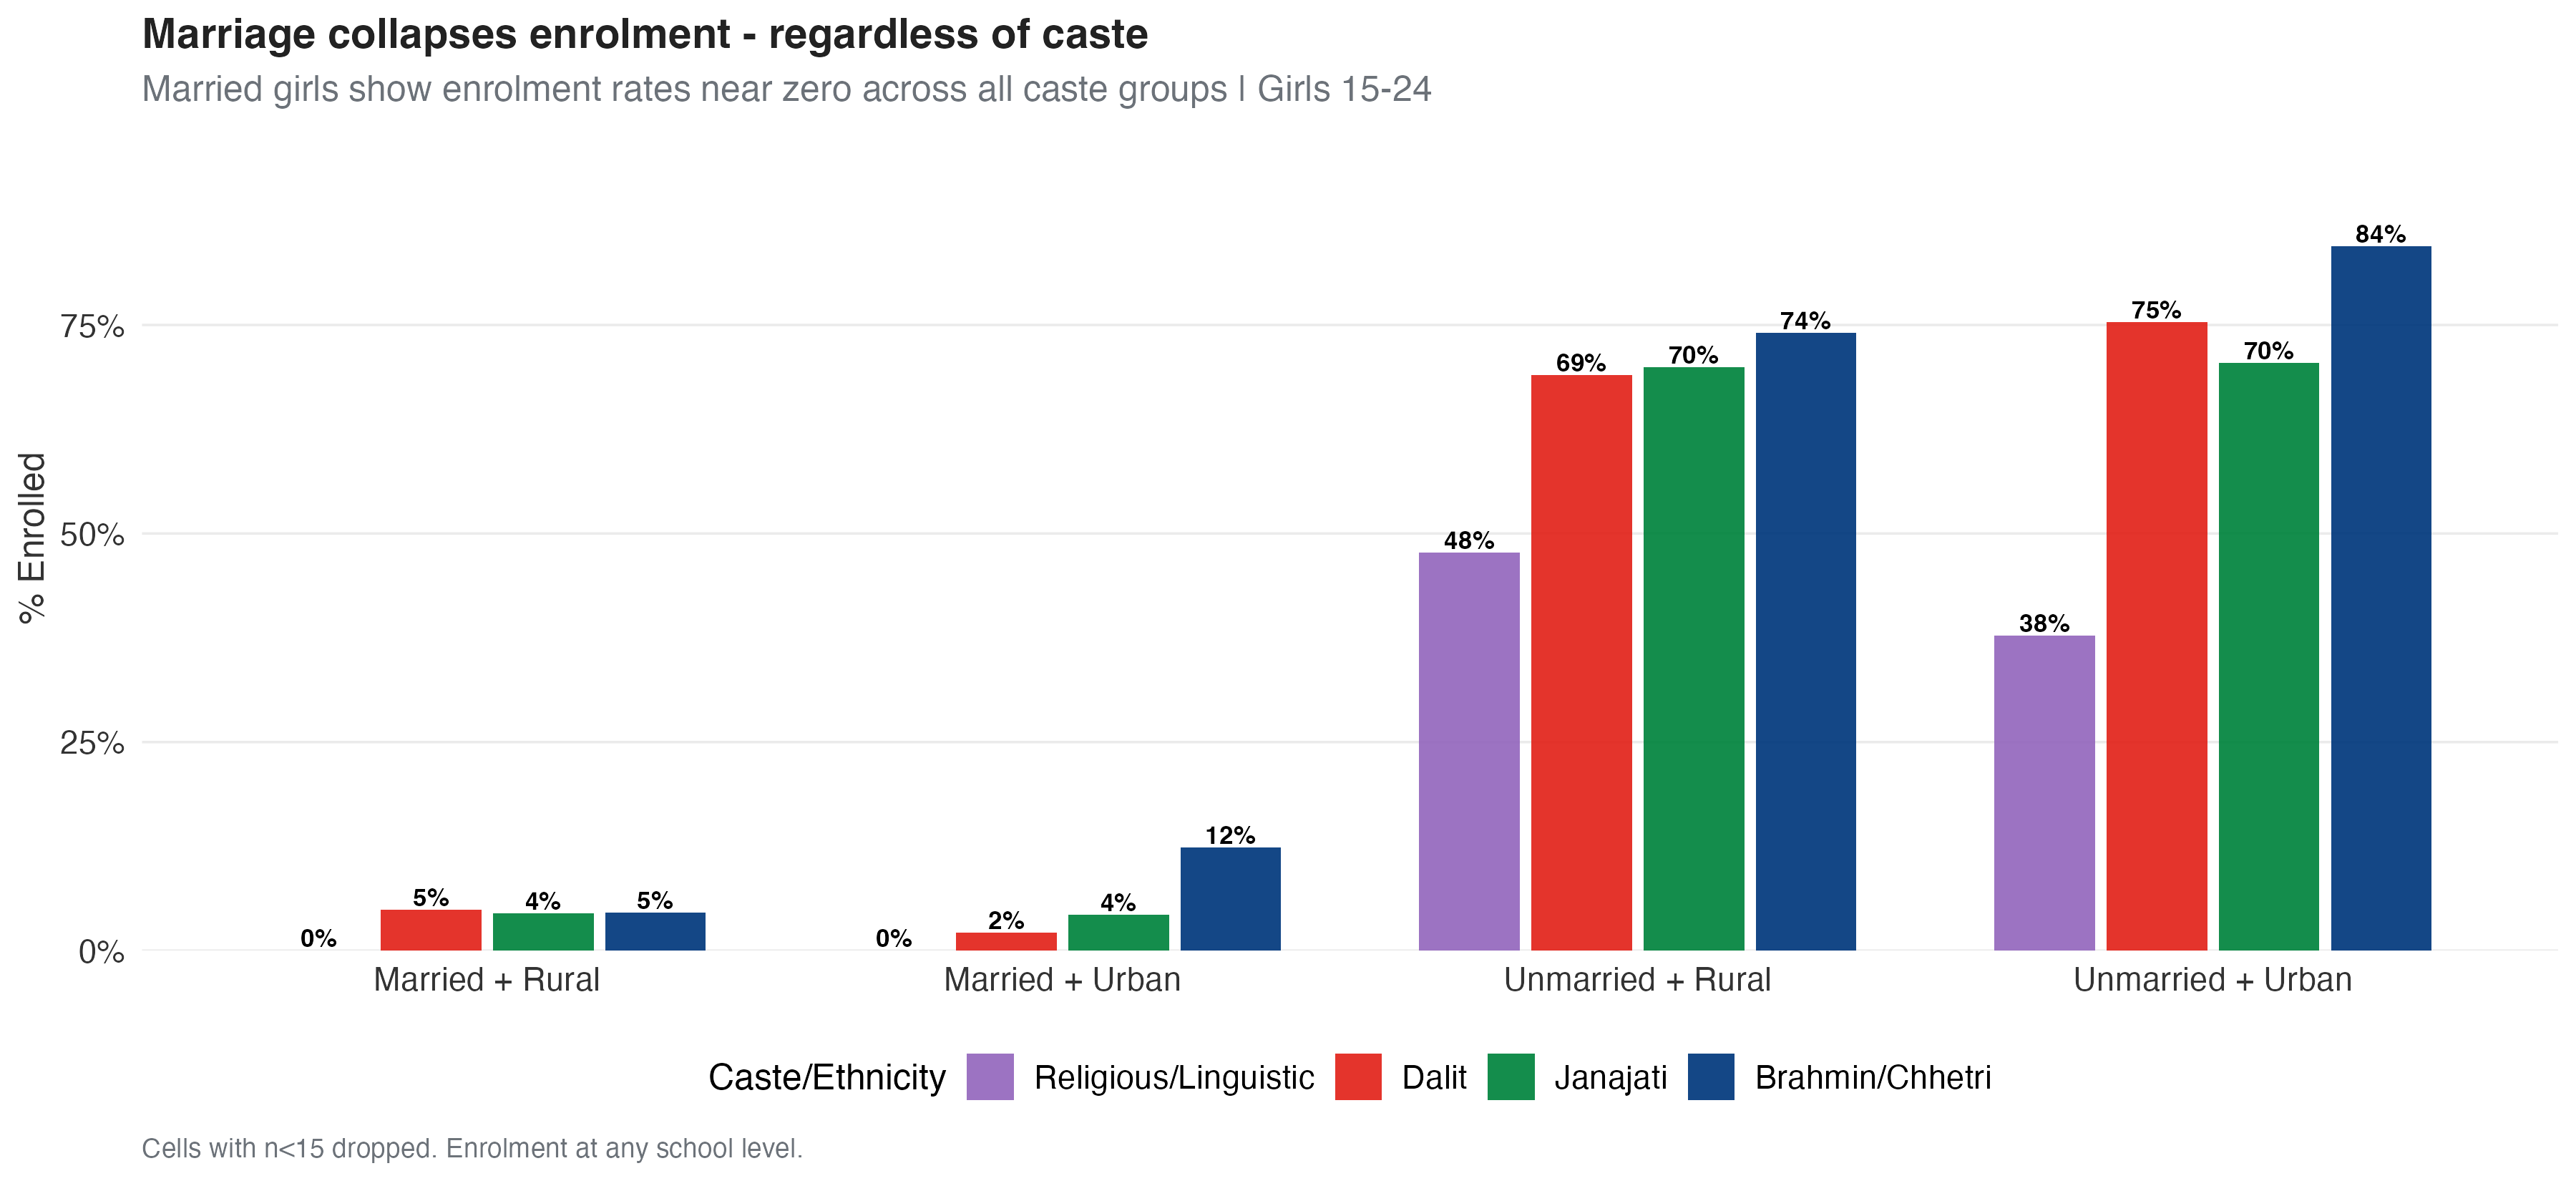 Marriage collapses enrolment - regardless of caste
Married girls show enrolment rates near zero across all caste groups | Girls 15-24
% Enrolled
75%
50%
25%
0%
0%
5%
4%
5%
0%
2%
4%
12%
48%
69%
70%
74%
38%
75%
70%
84%
Married + Rural
Married + Urban
Unmarried + Rural
Unmarried + Urban
Caste/Ethnicity Religious/Linguistic Dalit Janajati Brahmin/Chhetri
Cells with n<15 dropped. Enrolment at any school level.